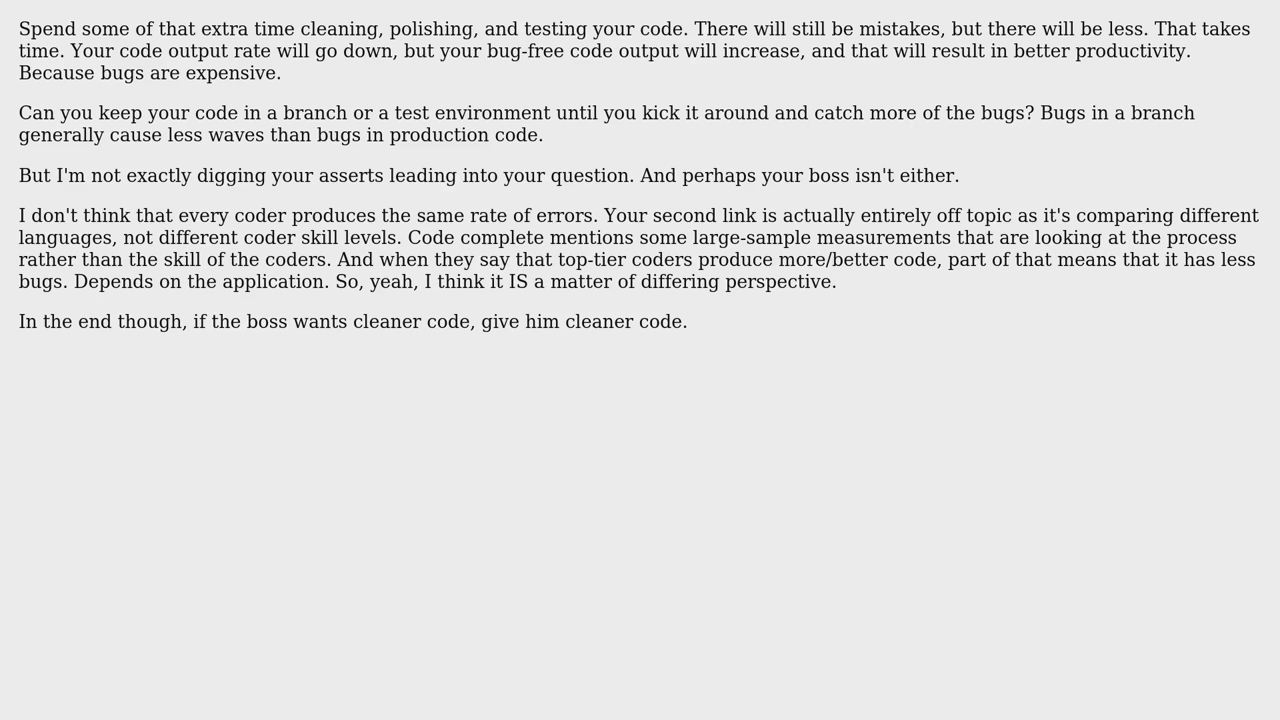 Spend some of that extra time cleaning, polishing, and testing your code. There will still be mistakes, but there will be less. That takes
time. Your code output rate will go down, but your bug-free code output will increase, and that will result in better productivity.
Because bugs are expensive.
Can you keep your code in a branch or a test environment until you kick it around and catch more of the bugs? Bugs in a branch
generally cause less waves than bugs in production code.
But I'm not exactly digging your asserts leading into your question. And perhaps your boss isn't either.
I don't think that every coder produces the same rate of errors. Your second link is actually entirely off topic as it's comparing different
languages, not different coder skill levels. Code complete mentions some large-sample measurements that are looking at the process
rather than the skill of the coders. And when they say that top-tier coders produce more/better code, part of that means that it has less
bugs. Depends on the application. So, yeah, I think it IS a matter of differing perspective.
In the end though, if the boss wants cleaner code, give him cleaner code.